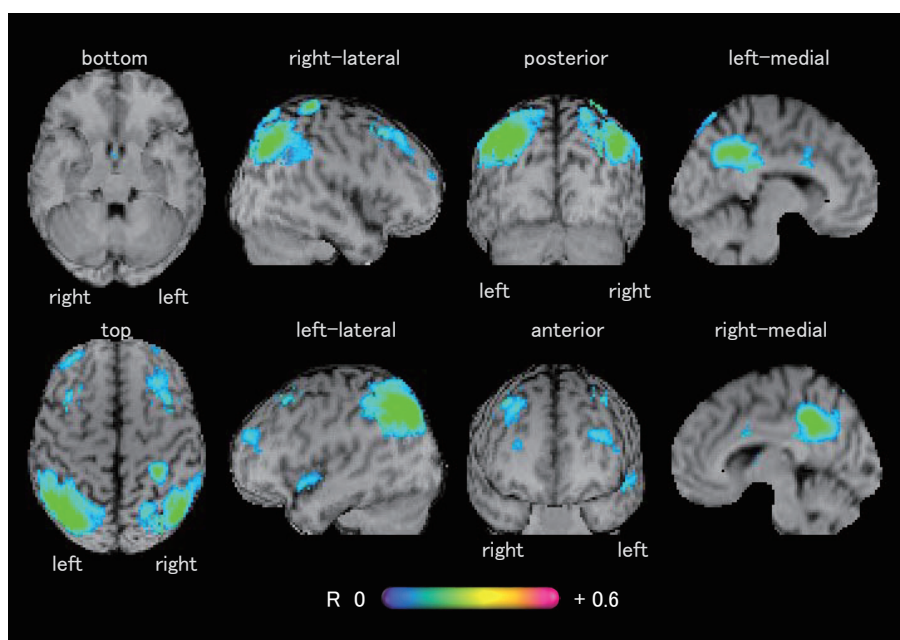 bottom
right-lateral
posterior
left-medial
right
left
left
right
top
left-lateral
anterior
right-medial
left
right
right
left
R 0
+ 0.6